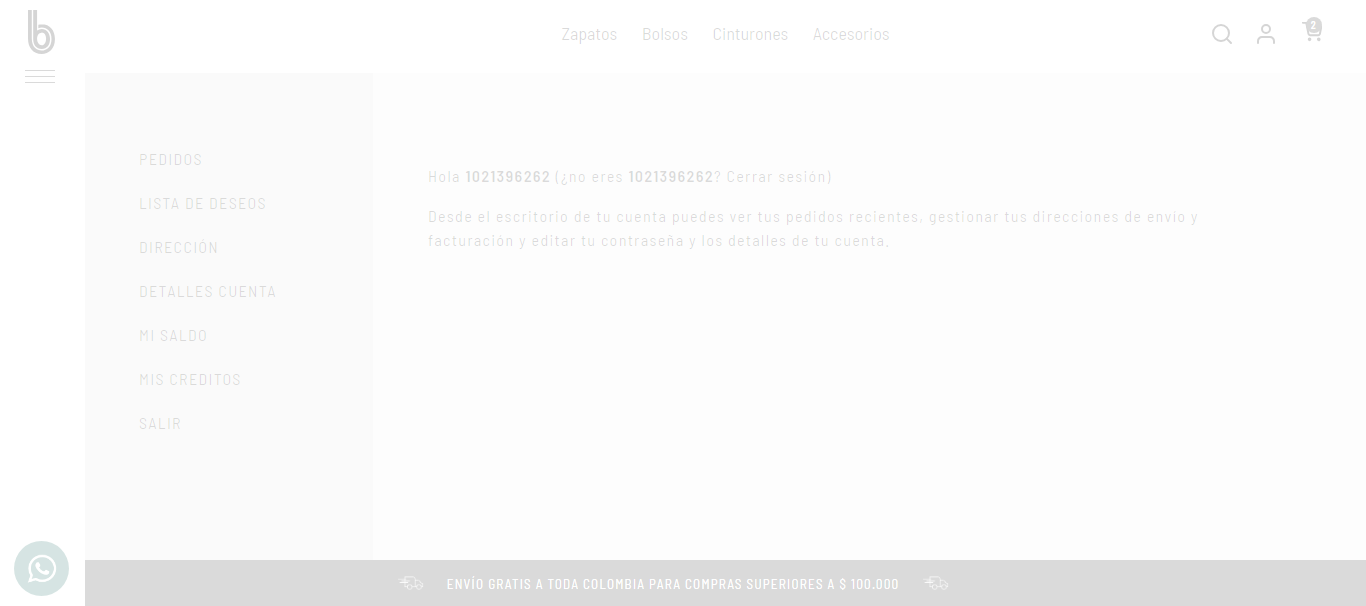 b
Zapatos Bolsos Cinturones Accesorios
2
PEDIDOS
LISTA DE DESEOS
DIRECCIÓN
DETALLES CUENTA
MI SALDO
MIS CREDITOS
SALIR
Hola 1021396262 (¿no eres 1021396262? Cerrar sesión)
Desde el escritorio de tu cuenta puedes ver tus pedidos recientes, gestionar tus direcciones de envío y
facturación y editar tu contraseña y los detalles de tu cuenta.
ENVÍO GRATIS A TODA COLOMBIA PARA COMPRAS SUPERIORES A $ 100.000